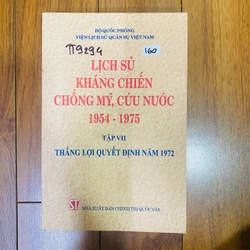 BỘ QUỐC PHÒNG
VIỆN LỊCH SỬ QUÂN SỰ VIỆT NAM
π9294
160
LỊCH SỬ
KHÁNG CHIẾN
CHỐNG MỸ, CỨU NƯỚC
1954 - 1975
TẬP VII
THẮNG LỢI QUYẾT ĐỊNH NĂM 1972
ST NHÀ XUẤT BẢN CHÍNH TRỊ QUỐC GIA